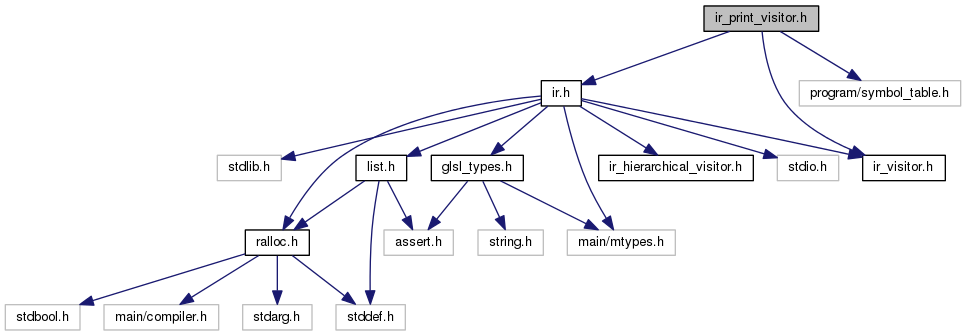 ir_print_visitor.h
ir.h
program/symbol_table.h
stdlib.h
list.h
glsl_types.h
ir_hierarchical_visitor.h
stdio.h
ir_visitor.h
ralloc.h
assert.h
string.h
main/mtypes.h
stdbool.h
main/compiler.h
stdarg.h
stddef.h